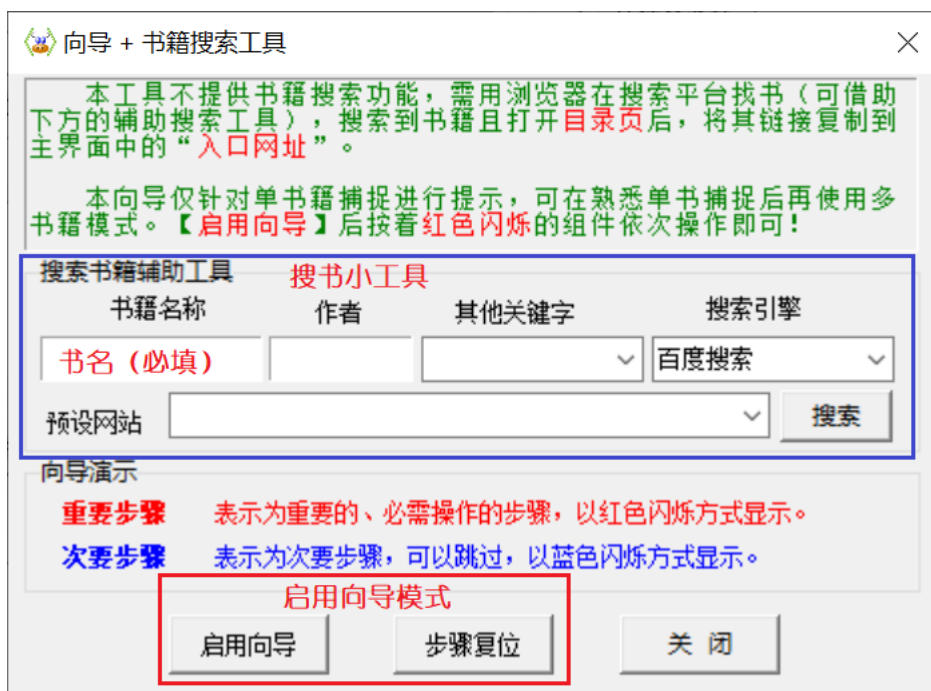 向导 + 书籍搜索工具
本工具不提供书籍搜索功能，需用浏览器在搜索平台找书（可借助
下方的辅助搜索工具），搜索到书籍且打开目录页后，将其链接复制到
主界面中的“入口网址”。
本向导仅针对单书籍捕捉进行提示，可在熟悉单书捕捉后再使用多
书籍模式。【启用向导】后按着红色闪烁的组件依次操作即可！
搜索书籍辅助工具 搜书小工具
书籍名称 作者 其他关键字 搜索引擎
书名（必填） 百度搜索
预设网站 搜索
向导演示
重要步骤 表示为重要的、必需操作的步骤，以红色闪烁方式显示。
次要步骤 表示为次要步骤，可以跳过，以蓝色闪烁方式显示。
启用向导模式
启用向导 步骤复位 关 闭